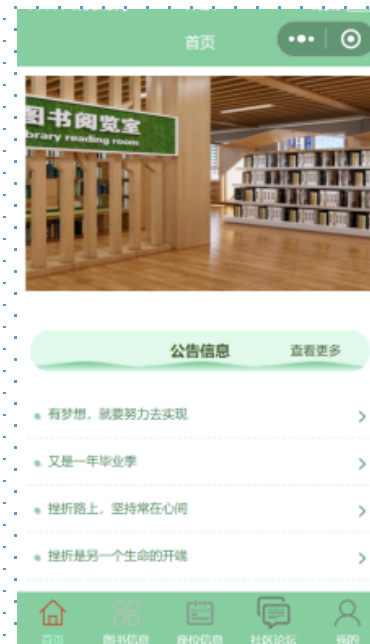 首页
图书阅览室
brary reading room
公告信息 查看更多
有梦想，就要努力去实现
又是一年毕业季
挫折路上，坚持常在心间
挫折是另一个生命的开端
首页 图书信息 座位信息 社区论坛 我的